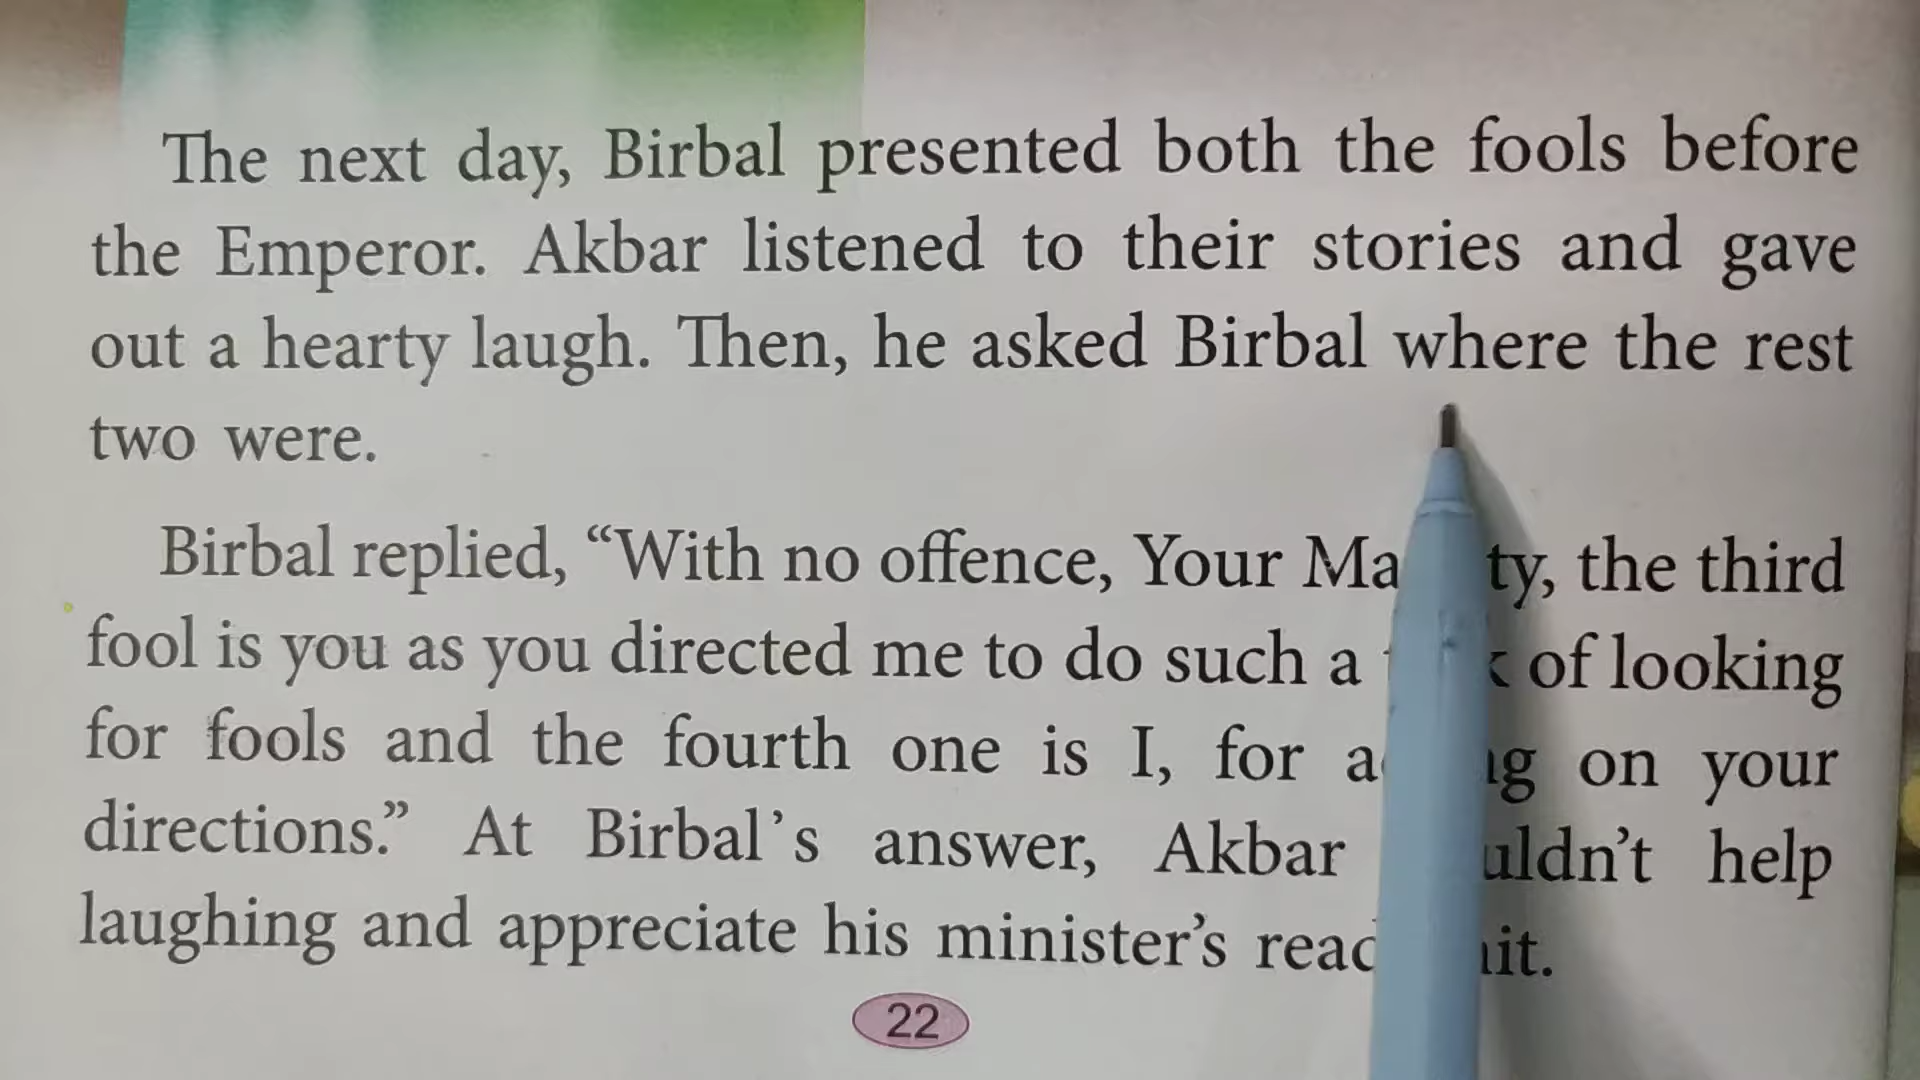 The next day, Birbal presented both the fools before
the Emperor. Akbar listened to their stories and gave
out a hearty laugh. Then, he asked Birbal where the rest
two were.
Birbal replied, “With no offence, Your Ma ty, the third
fool is you as you directed me to do such a of looking
for fools and the fourth one is I, for on your
directions.” At Birbal’s answer, Akbar help
laughing and appreciate his minister’s
22